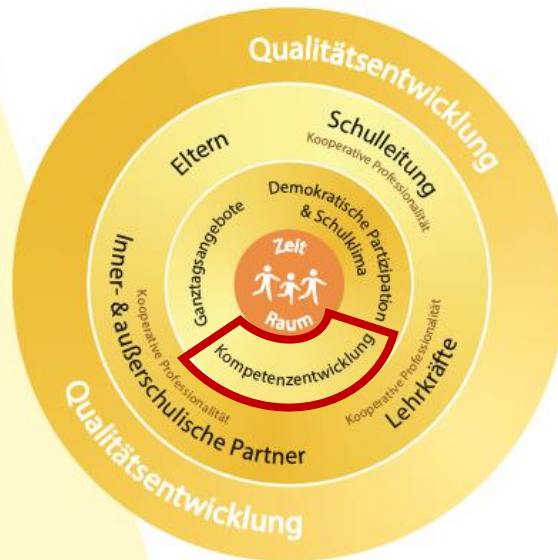 Qualitätsentwicklung
Eltern
Schulleitung
Kooperative Professionalität
Ganztagsangebote
Demokratische Partizipation
& Schulklima
Zeit
Raum
Kompetenzentwicklung
Inner- & außerschulische Partner
Kooperative Professionalität
Kooperative Professionalität
Lehrkräfte
Qualitätsentwicklung